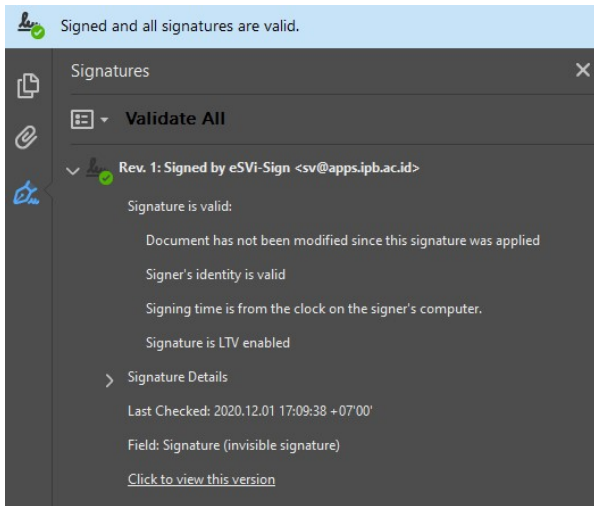 Signed and all signatures are valid.
Signatures
Validate All
Rev. 1: Signed by eSVi-Sign <sv@apps.ipb.ac.id>
Signature is valid:
Document has not been modified since this signature was applied
Signer's identity is valid
Signing time is from the clock on the signer's computer.
Signature is LTV enabled
Signature Details
Last Checked: 2020.12.01 17:09:38 +07'00'
Field: Signature (invisible signature)
Click to view this version